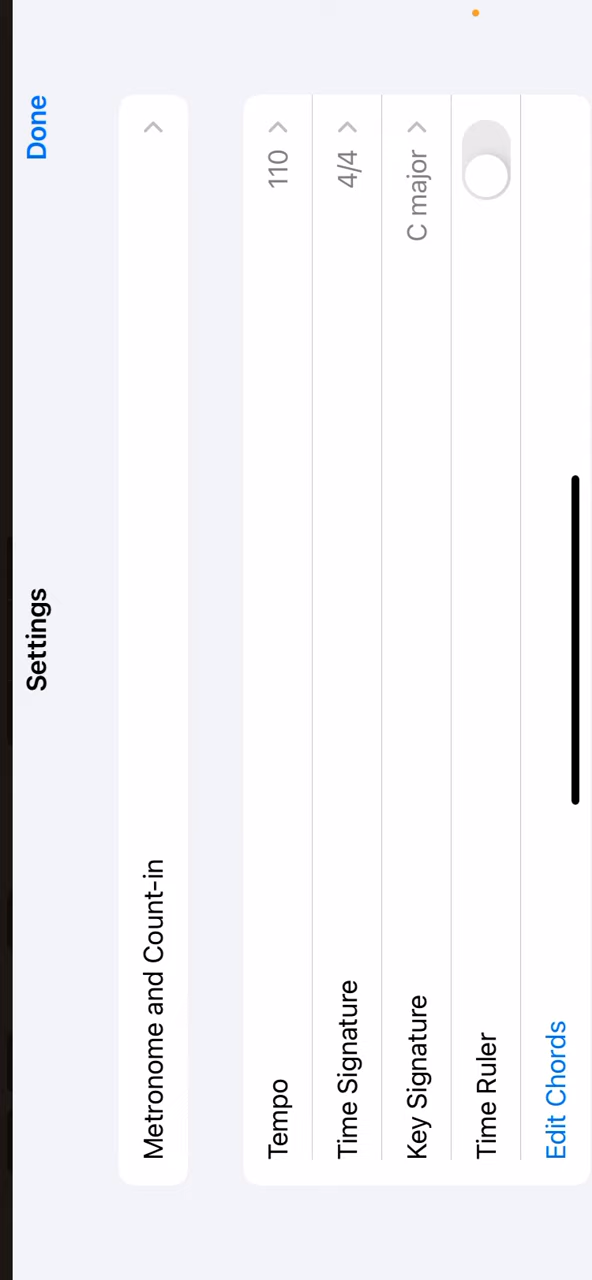 Settings
Done
Metronome and Count-in
Tempo 110
Time Signature 4/4
Key Signature C major
Time Ruler
Edit Chords